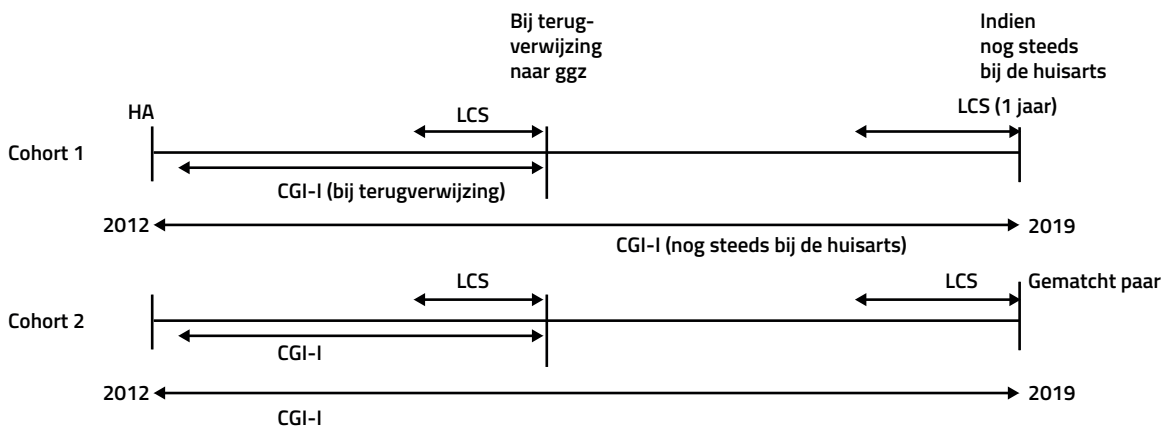 Bij terug-
verwijzing
naar ggz
Indien
nog steeds
bij de huisarts
HA
LCS
LCS (1 jaar)
Cohort 1
CGI-I (bij terugverwijzing)
2012
2019
CGI-I (nog steeds bij de huisarts)
LCS
LCS
Gematcht paar
Cohort 2
CGI-I
2012
2019
CGI-I